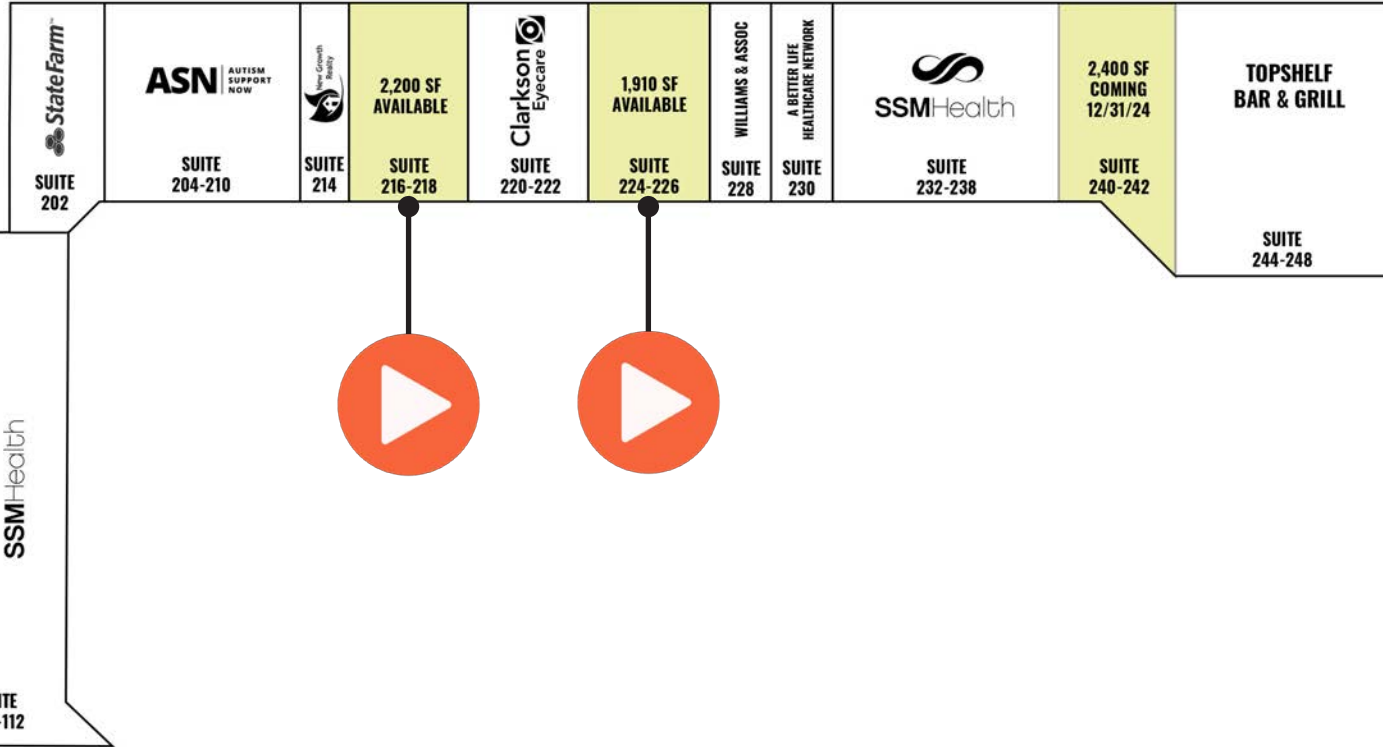 StateFarm™
SUITE
202
ASN
AUTISM
SUPPORT
NOW
SUITE
204-210
New Growth
Realty
SUITE
214
2,200 SF
AVAILABLE
SUITE
216-218
Clarkson
Eyecare
SUITE
220-222
1,910 SF
AVAILABLE
SUITE
224-226
WILLIAMS & ASSOC
SUITE
228
A BETTER LIFE
HEALTHCARE NETWORK
SUITE
230
SSMHealth
SUITE
232-238
2,400 SF
COMING
12/31/24
SUITE
240-242
TOPSHELF
BAR & GRILL
SUITE
244-248
SSMHealth
ITE
-112